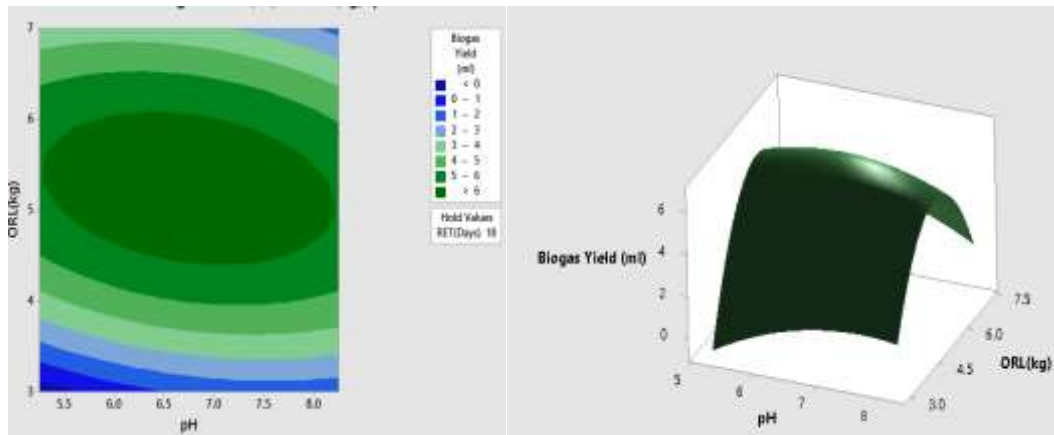 7
6
5
4
3
ORL(kg)
5.5 6.0 6.5 7.0 7.5 8.0
pH
Biogas
Yield
(ml)
< 0
0 – 1
1 – 2
2 – 3
3 – 4
4 – 5
5 – 6
> 6
Hold Values
RET(Days) 18
6
4
2
0
Biogas Yield (ml)
5
6
7
8
pH
7.5
6.0
4.5
3.0
ORL(kg)